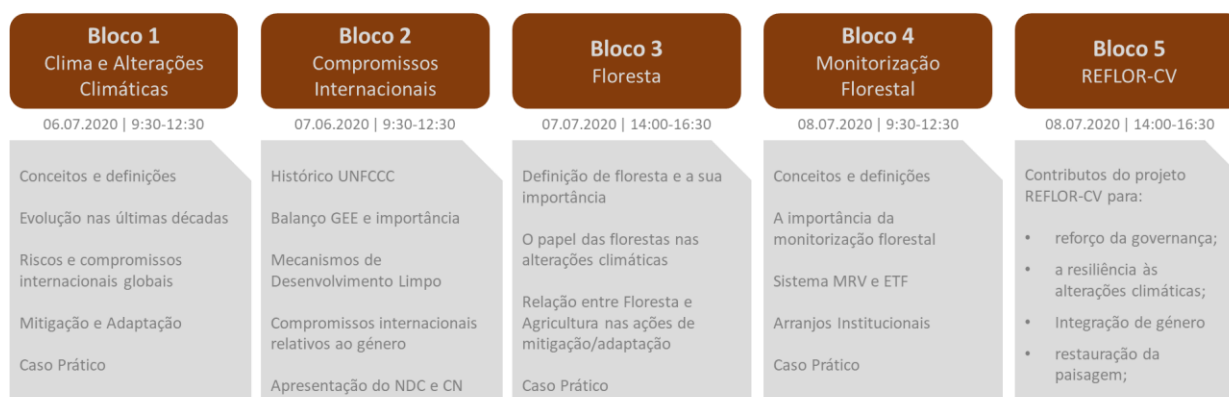 Bloco 1
Clima e Alterações
Climáticas
06.07.2020 | 9:30-12:30
Conceitos e definições
Evolução nas últimas décadas
Riscos e compromissos
internacionais globais
Mitigação e Adaptação
Caso Prático
Bloco 2
Compromissos
Internacionais
07.06.2020 | 9:30-12:30
Histórico UNFCCC
Balanço GEE e importância
Mecanismos de
Desenvolvimento Limpo
Compromissos internacionais
relativos ao género
Apresentação do NDC e CN
Bloco 3
Floresta
07.07.2020 | 14:00-16:30
Definição de floresta e a sua
importância
O papel das florestas nas
alterações climáticas
Relação entre Floresta e
Agricultura nas ações de
mitigação/adaptação
Caso Prático
Bloco 4
Monitorização
Florestal
08.07.2020 | 9:30-12:30
Conceitos e definições
A importância da
monitorização florestal
Sistema MRV e ETF
Arranjos Institucionais
Caso Prático
Bloco 5
REFLOR-CV
08.07.2020 | 14:00-16:30
Contributos do projeto
REFLOR-CV para:
• reforço da governança;
• a resiliência às
alterações climáticas;
• Integração de género
• restauração da
paisagem;